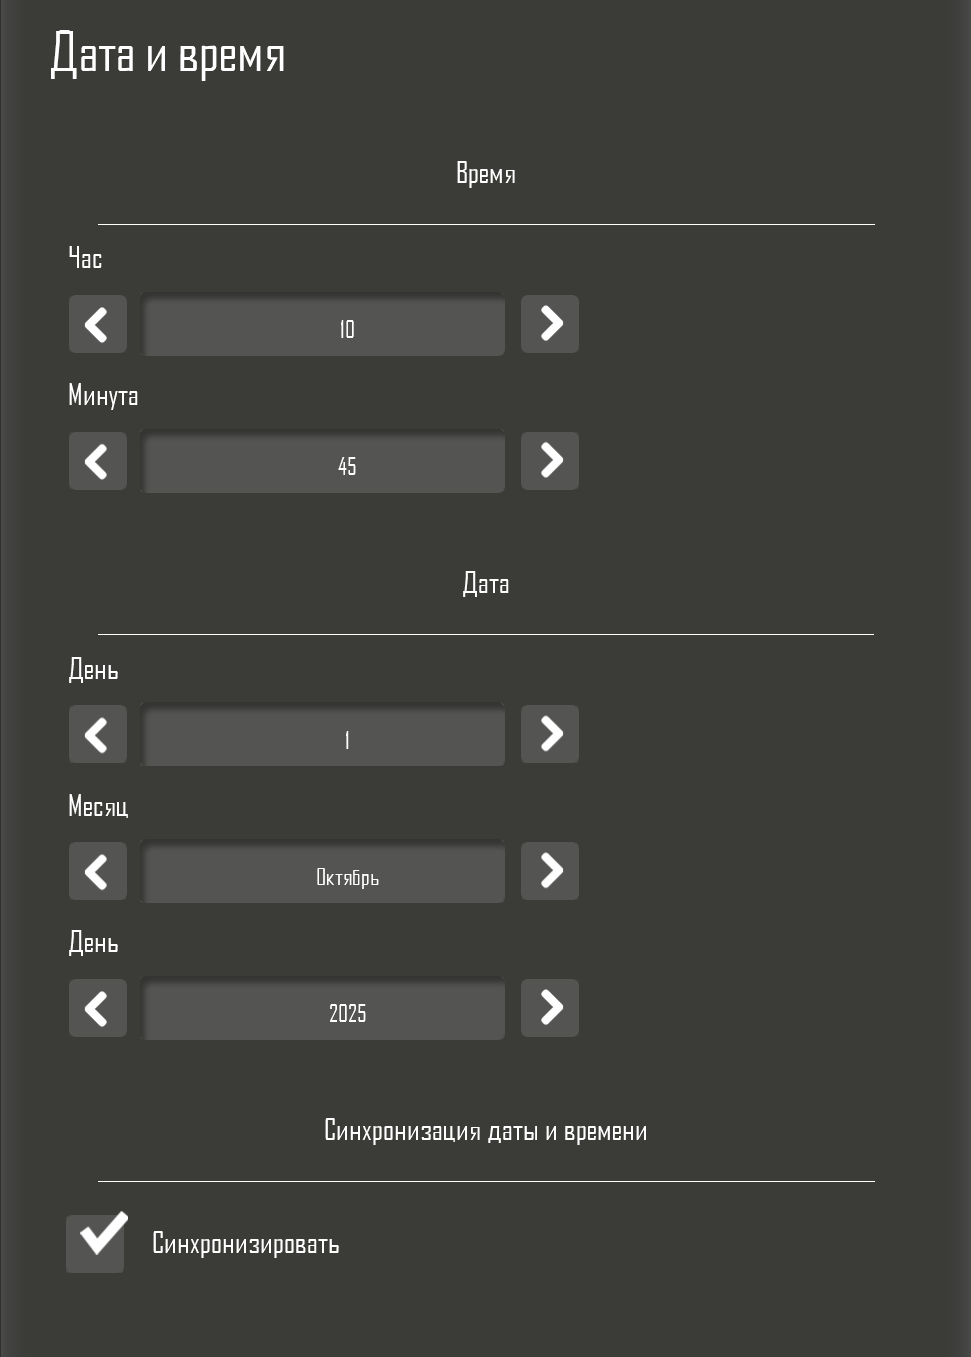 Дата и время
Время
Час
10
Минута
45
Дата
День
1
Месяц
Октябрь
День
2025
Синхронизация даты и времени
Синхронизировать